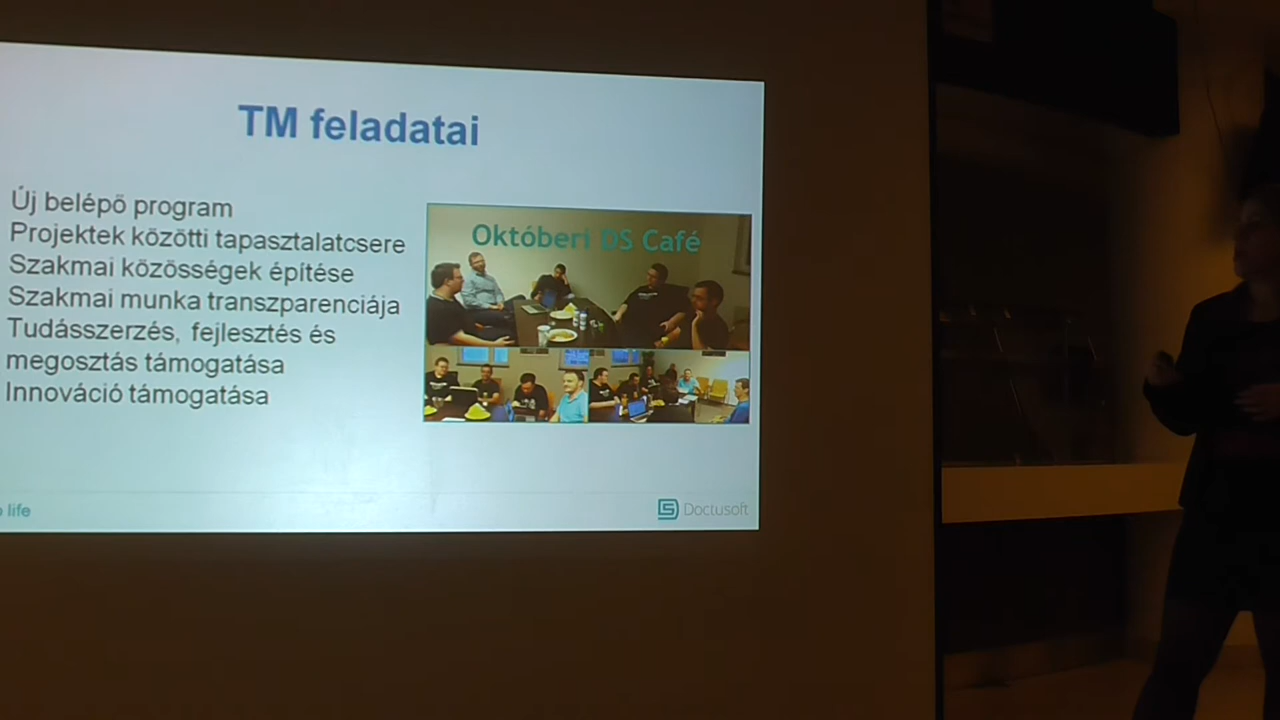 TM feladatai
Új belépő program
Projektek közötti tapasztalatcsere
Szakmai közösségek építése
Szakmai munka transzparenciája
Tudásszerzés, fejlesztés és
megosztás támogatása
Innováció támogatása
Októberi DS Café
life
Doctusoft